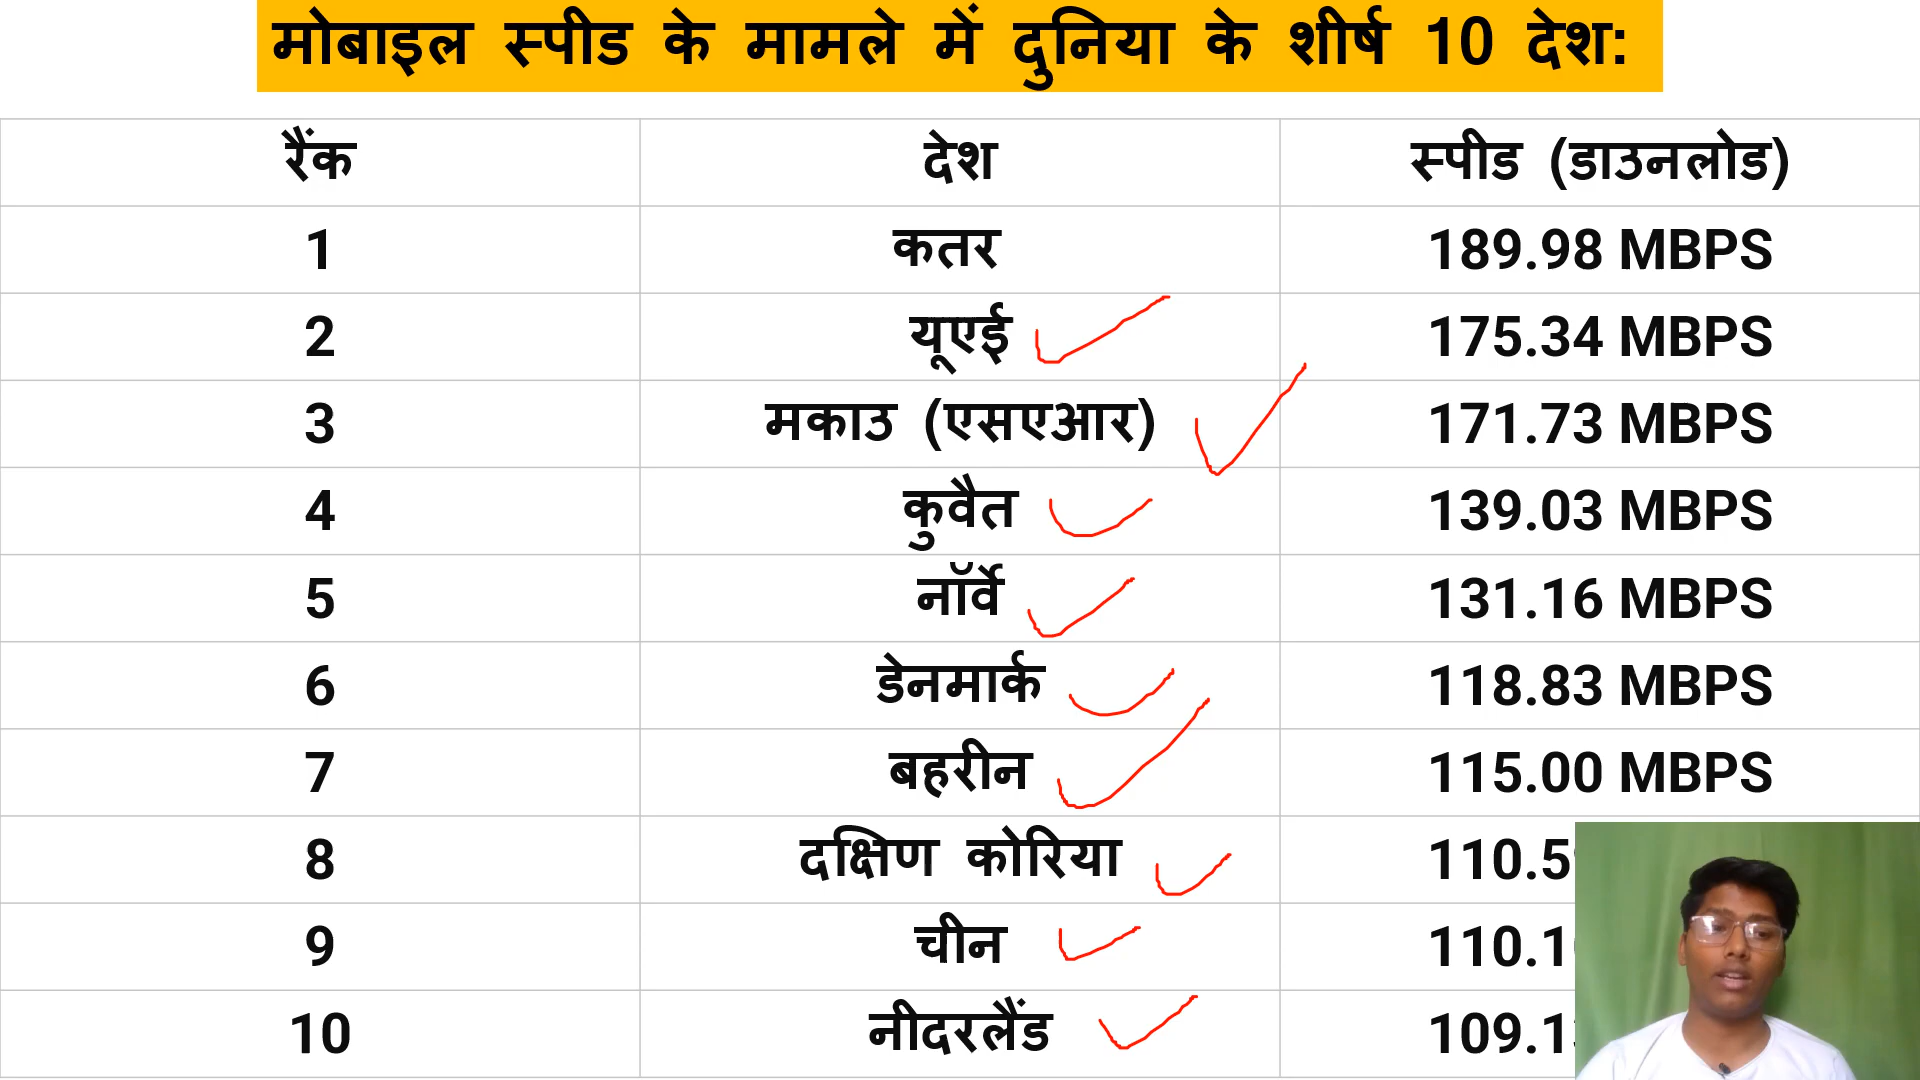 मोबाइल स्पीड के मामले में दुनिया के शीर्ष 10 देश:
रैंक देश स्पीड (डाउनलोड)
1 कतर 189.98 MBPS
2 यूएई 175.34 MBPS
3 मकाउ (एसएआर) 171.73 MBPS
4 कुवैत 139.03 MBPS
5 नॉर्वे 131.16 MBPS
6 डेनमार्क 118.83 MBPS
7 बहरीन 115.00 MBPS
8 दक्षिण कोरिया
9 चीन
10 नीदरलैंड